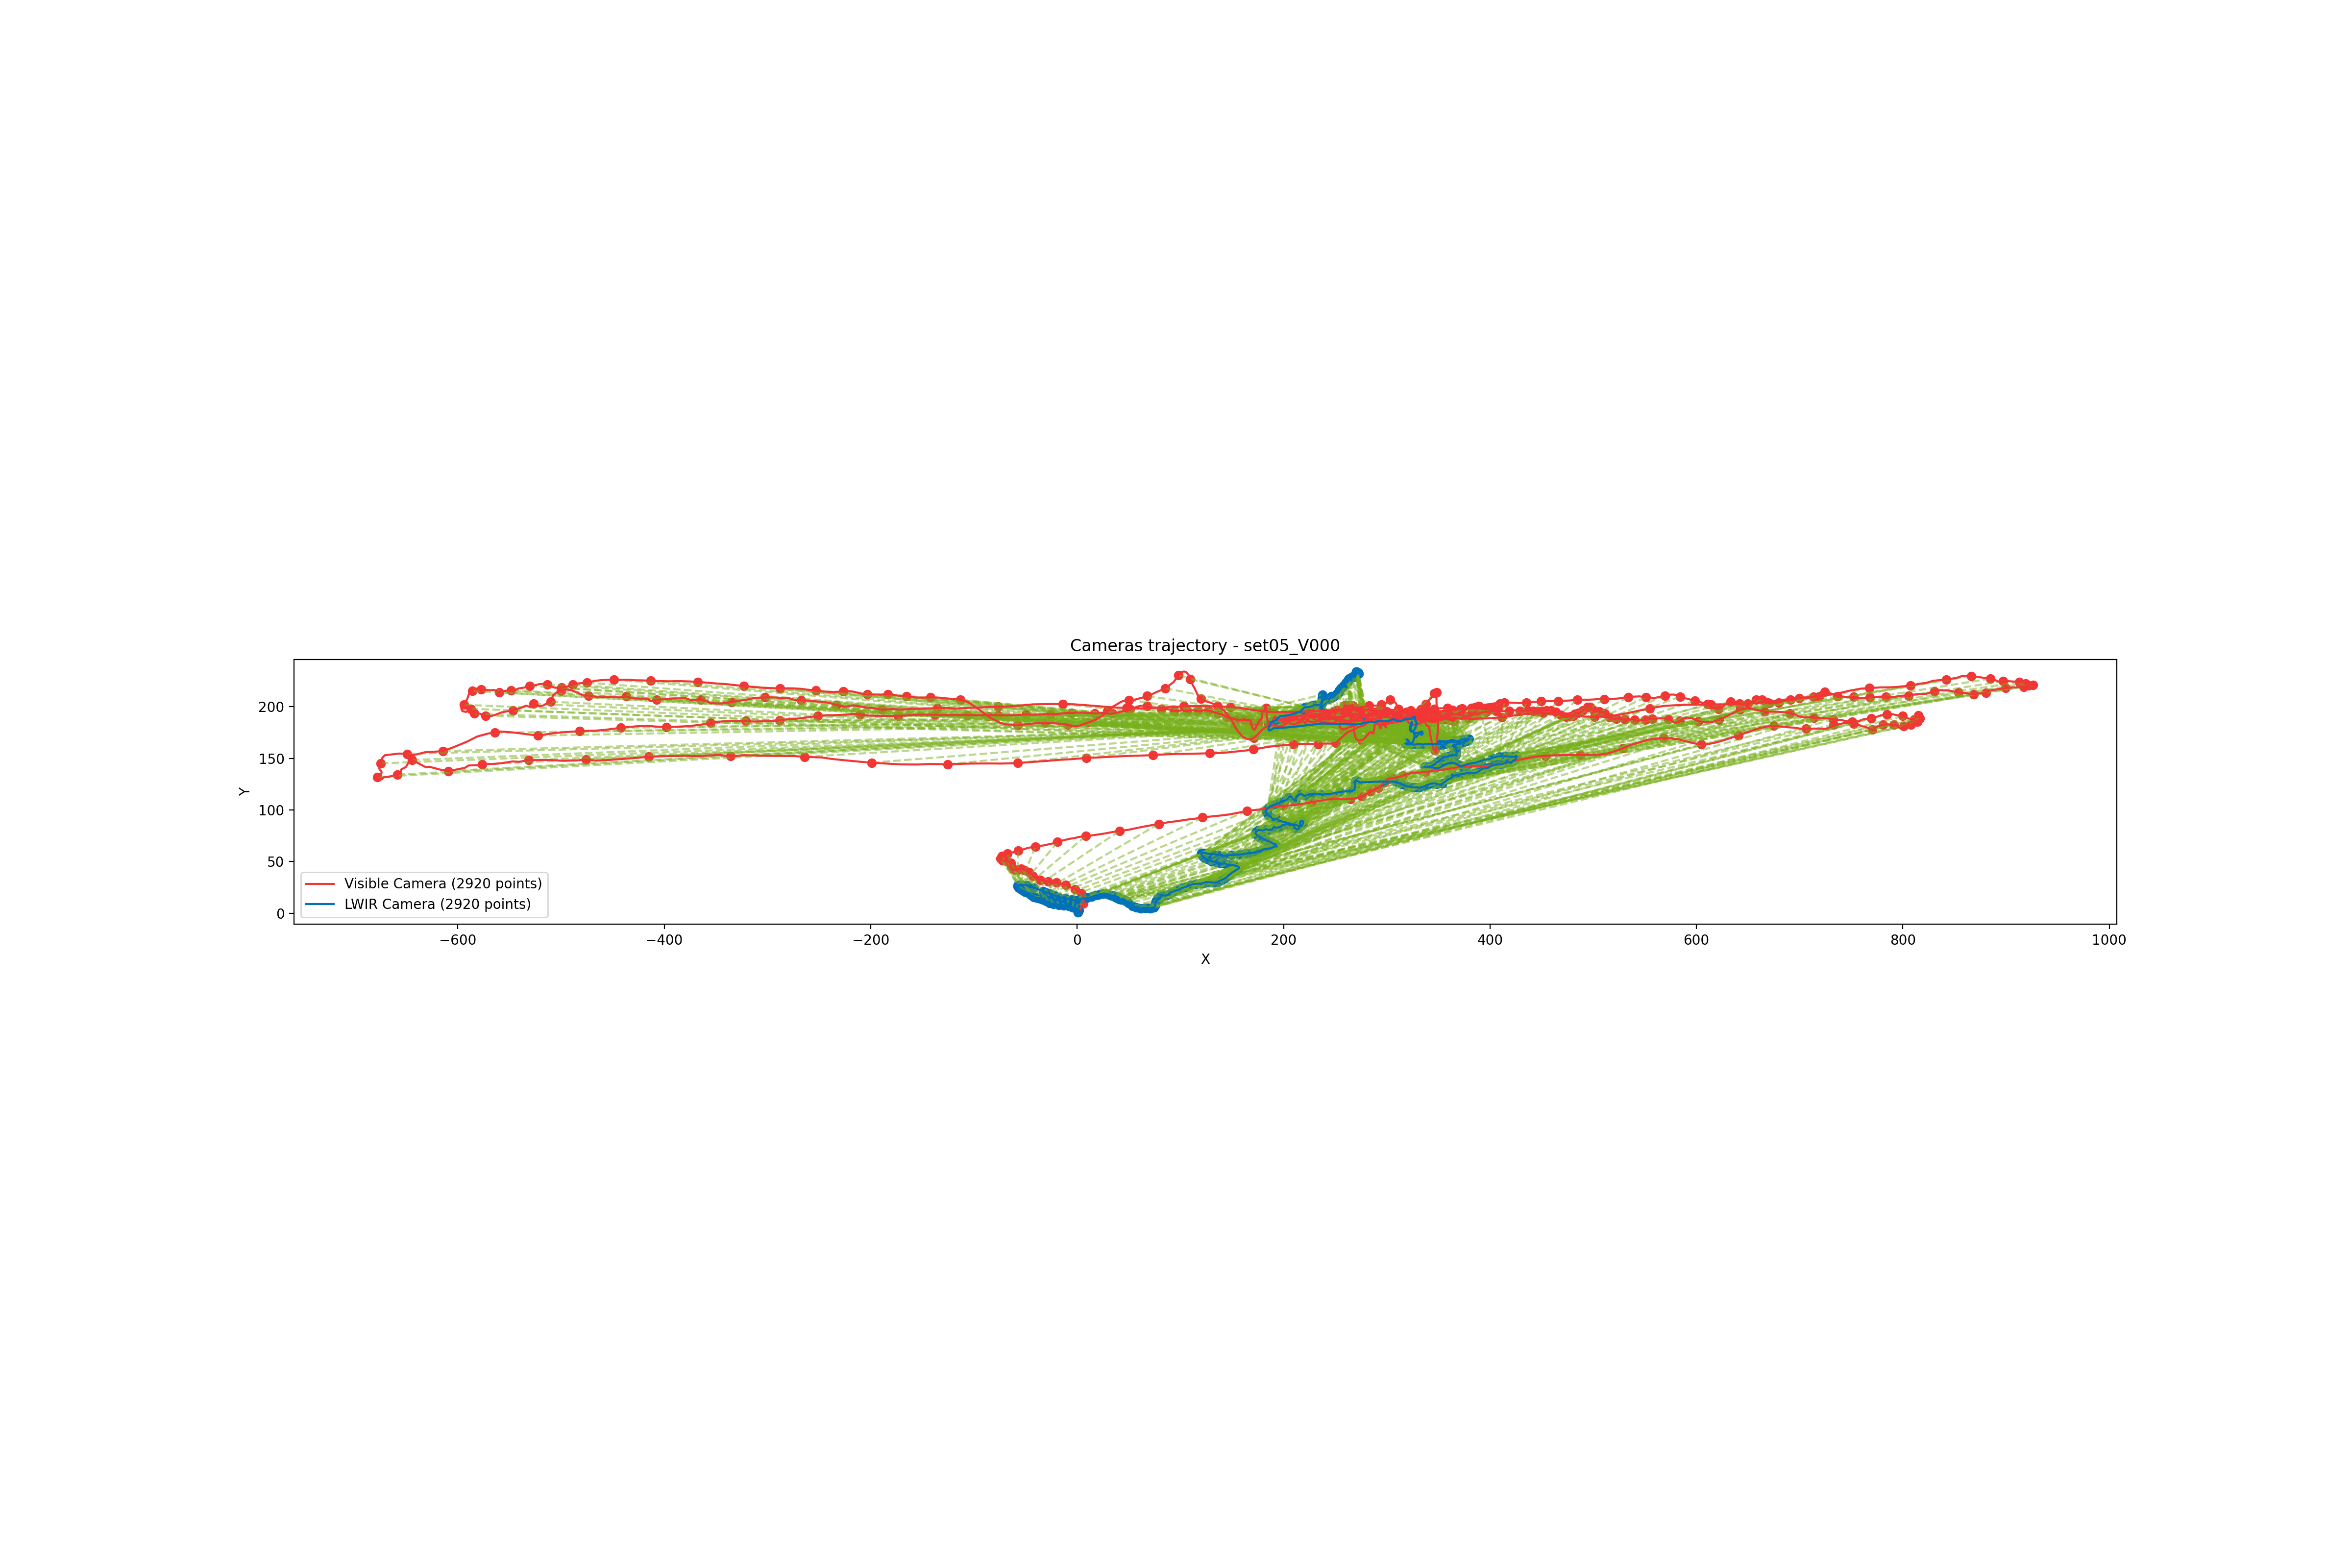 Cameras trajectory - set05_V000
Y
200
150
100
50
0
Visible Camera (2920 points)
LWIR Camera (2920 points)
−600 −400 −200 0 200 400 600 800 1000
X